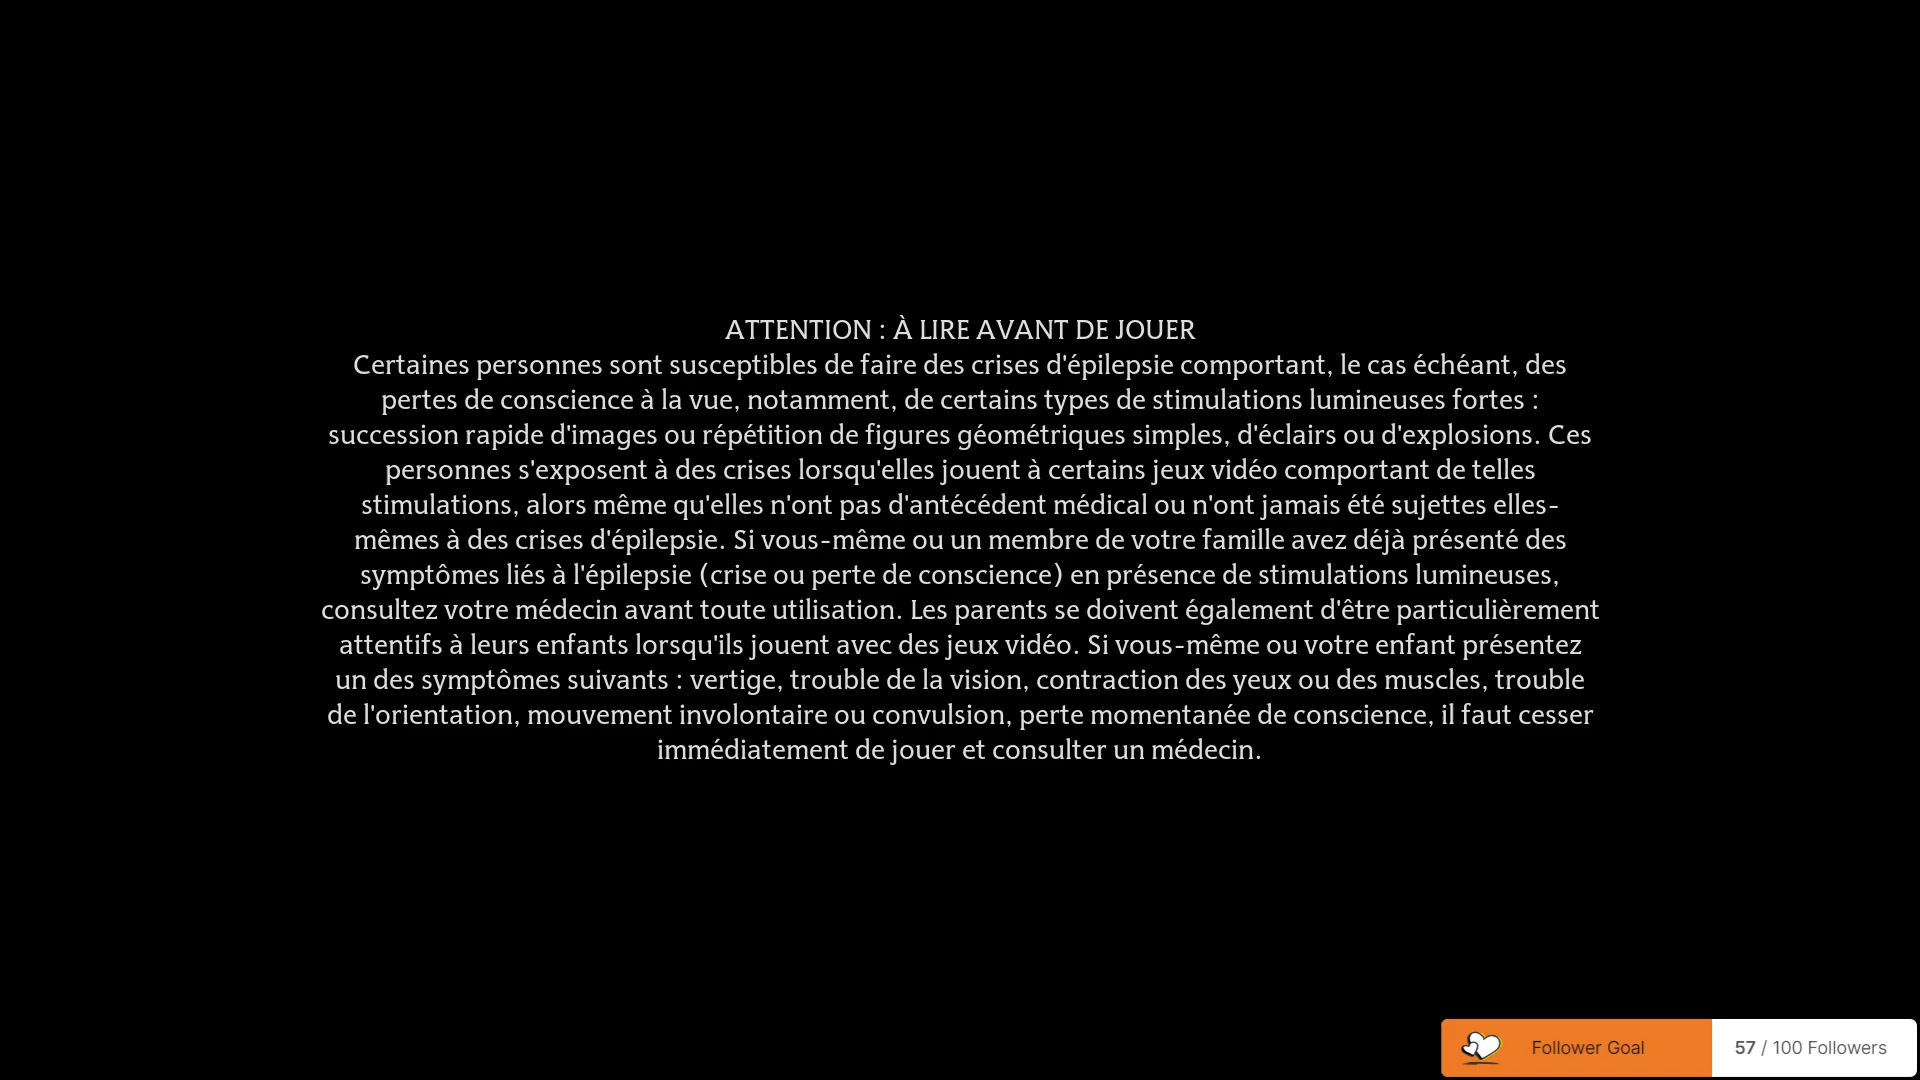 ATTENTION : À LIRE AVANT DE JOUER
Certaines personnes sont susceptibles de faire des crises d'épilepsie comportant, le cas échéant, des
pertes de conscience à la vue, notamment, de certains types de stimulations lumineuses fortes :
succession rapide d'images ou répétition de figures géométriques simples, d'éclairs ou d'explosions. Ces
personnes s'exposent à des crises lorsqu'elles jouent à certains jeux vidéo comportant de telles
stimulations, alors même qu'elles n'ont pas d'antécédent médical ou n'ont jamais été sujettes elles-
mêmes à des crises d'épilepsie. Si vous-même ou un membre de votre famille avez déjà présenté des
symptômes liés à l'épilepsie (crise ou perte de conscience) en présence de stimulations lumineuses,
consultez votre médecin avant toute utilisation. Les parents se doivent également d'être particulièrement
attentifs à leurs enfants lorsqu'ils jouent avec des jeux vidéo. Si vous-même ou votre enfant présentez
un des symptômes suivants : vertige, trouble de la vision, contraction des yeux ou des muscles, trouble
de l'orientation, mouvement involontaire ou convulsion, perte momentanée de conscience, il faut cesser
immédiatement de jouer et consulter un médecin.
Follower Goal 57 / 100 Followers